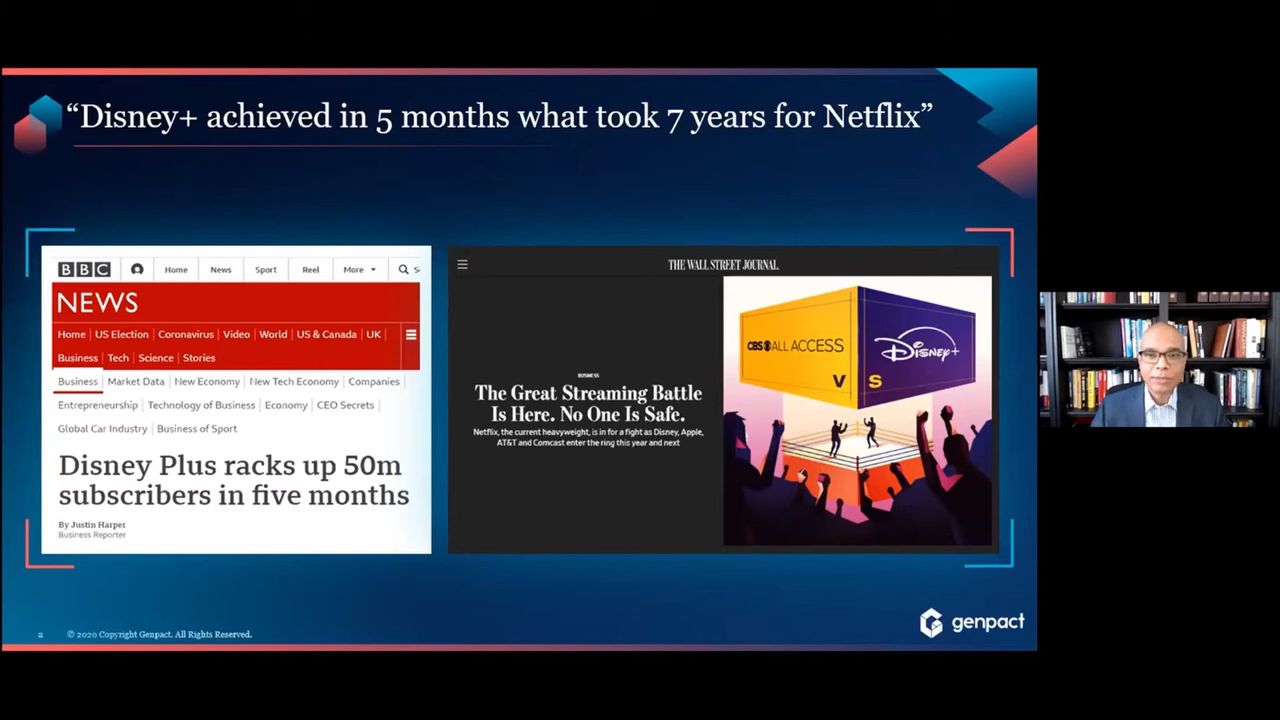 “Disney+ achieved in 5 months what took 7 years for Netflix”
BBC Home News Sport Reel More S
NEWS
Home US Election Coronavirus Video World US & Canada UK
Business Tech Science Stories
Business Market Data New Economy New Tech Economy Companies
Entrepreneurship Technology of Business Economy CEO Secrets
Global Car Industry Business of Sport
Disney Plus racks up 50m
subscribers in five months
By Justin Harper
Business Reporter
THE WALL STREET JOURNAL.
BUSINESS
The Great Streaming Battle
Is Here. No One Is Safe.
Netflix, the current heavyweight, is in for a fight as Disney, Apple,
AT&T and Comcast enter the ring this year and next
CBS ALL ACCESS
Disney+
V S
2 © 2020 Copyright Genpact. All Rights Reserved.
genpact